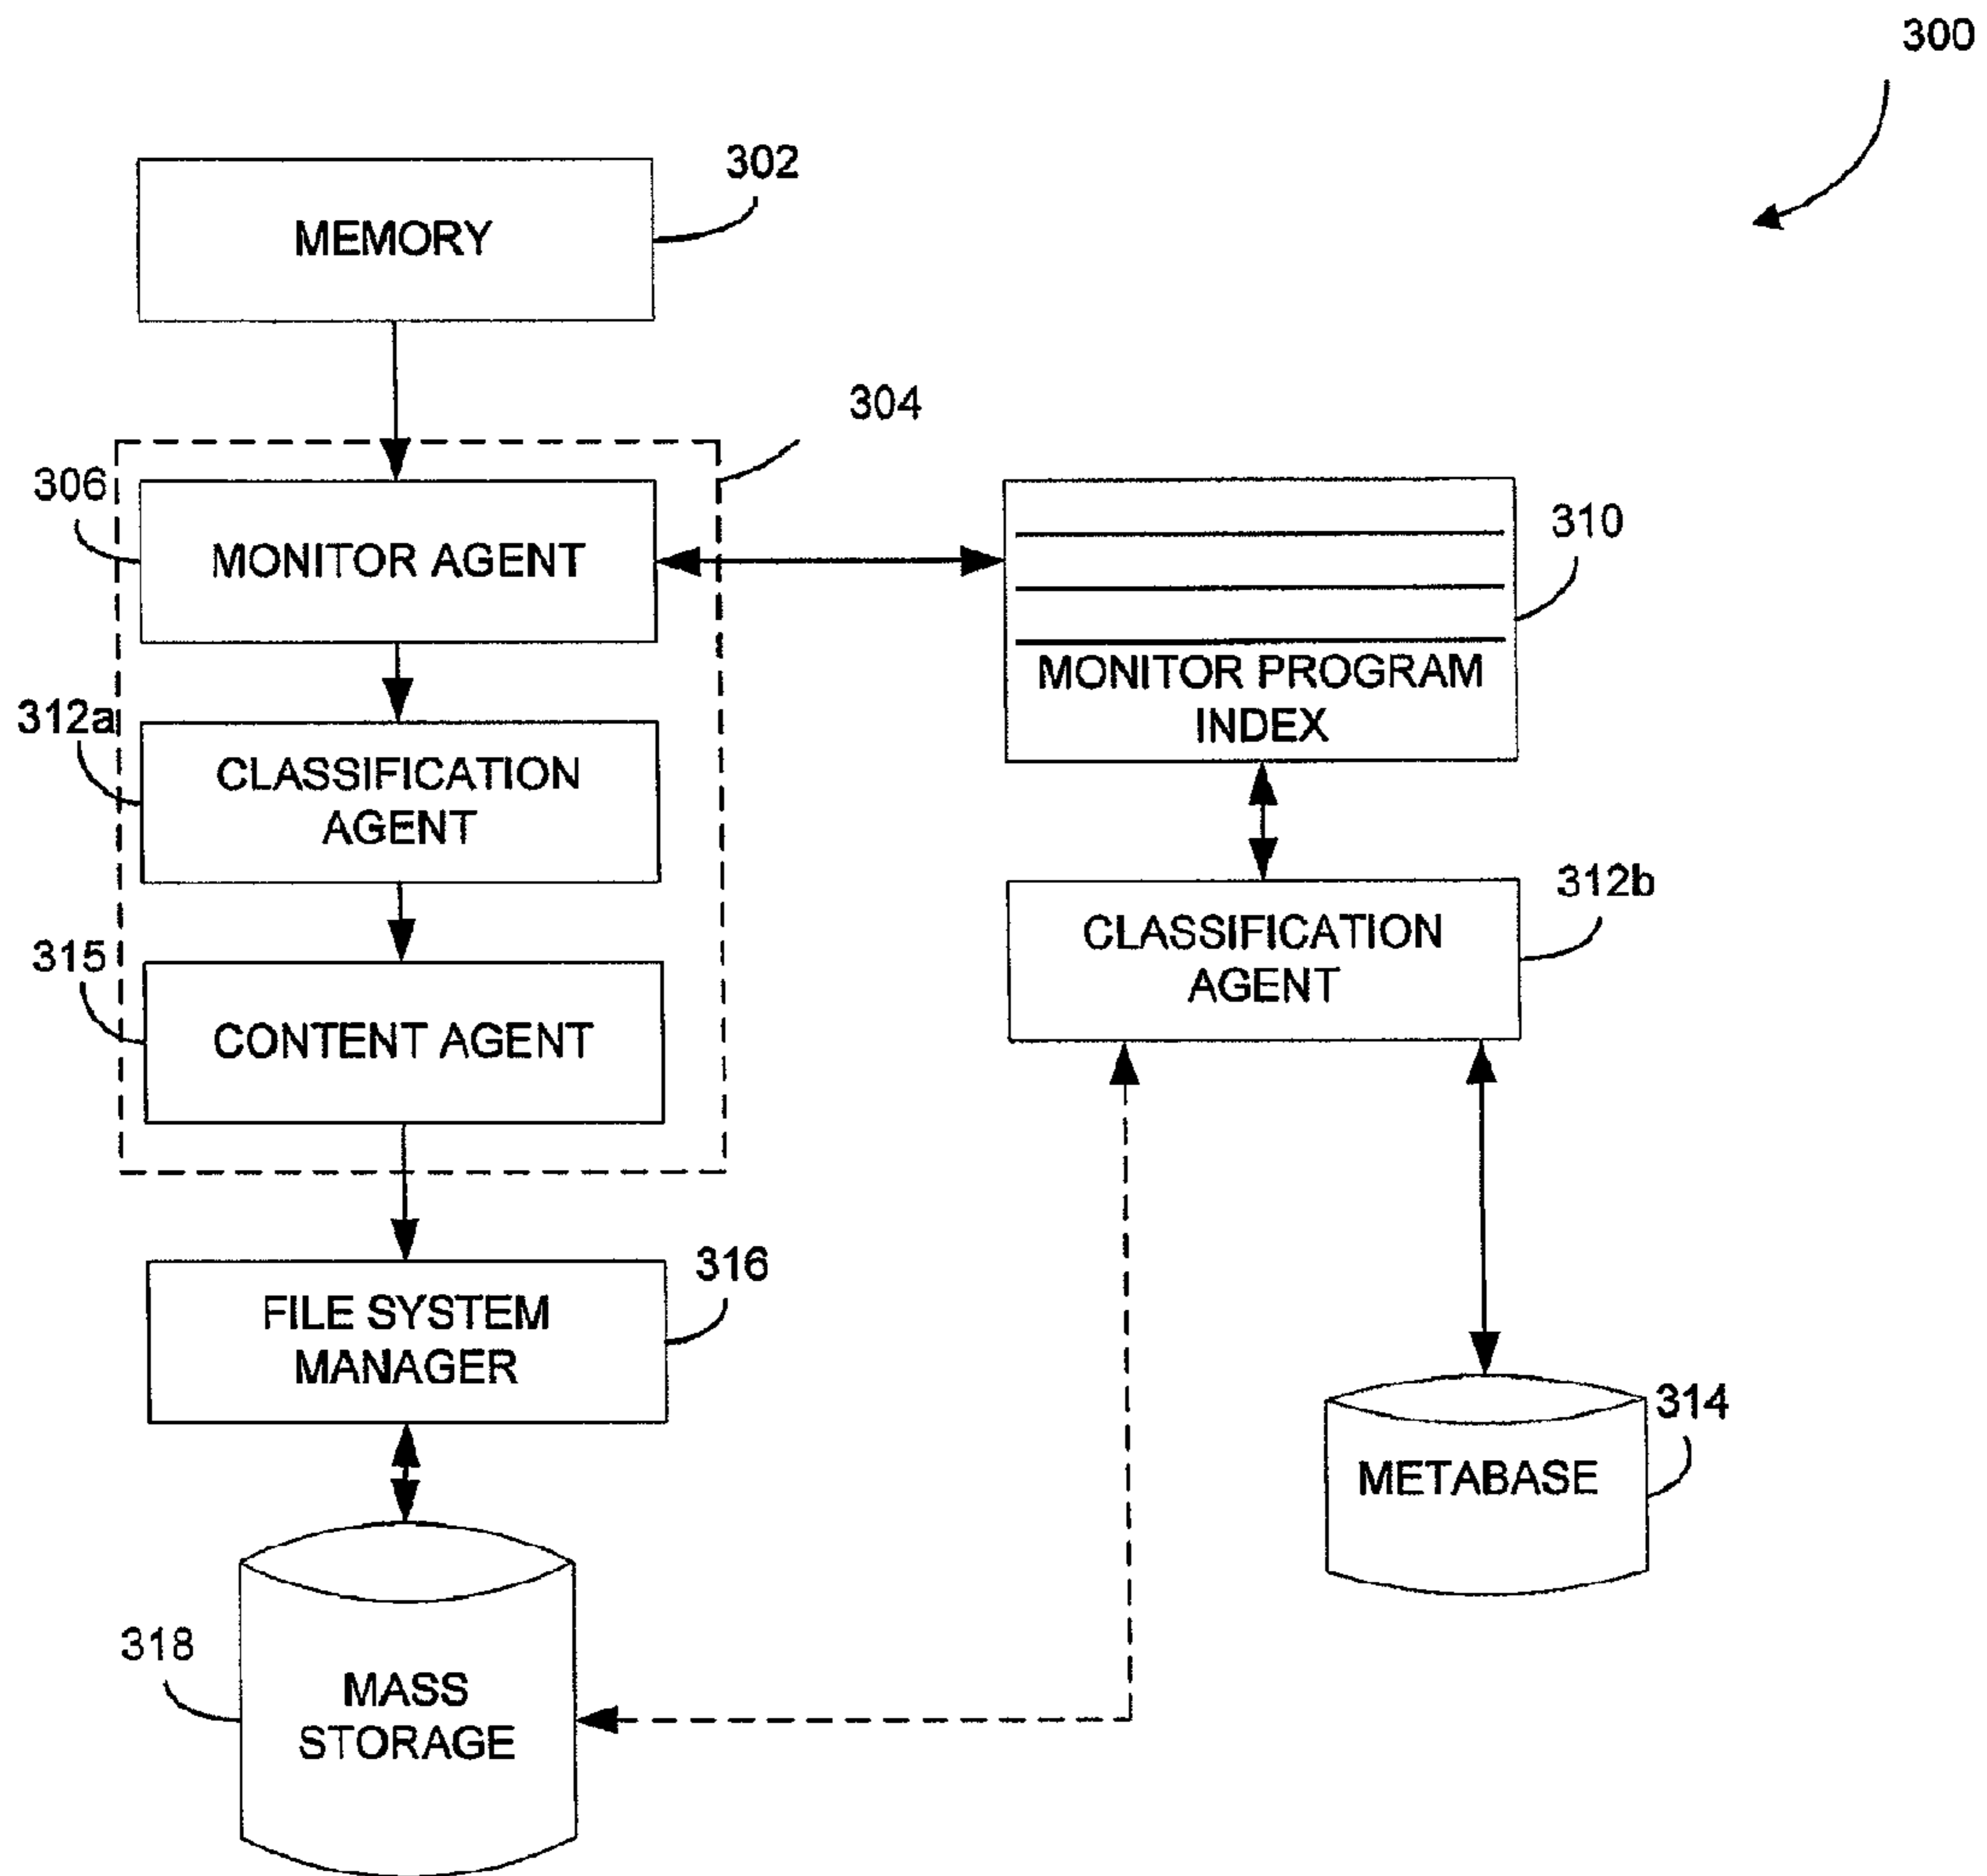 300
302
MEMORY
304
306
MONITOR AGENT
310
MONITOR PROGRAM
INDEX
312a
CLASSIFICATION
AGENT
312b
CLASSIFICATION
AGENT
315
CONTENT AGENT
316
FILE SYSTEM
MANAGER
314
METABASE
318
MASS
STORAGE